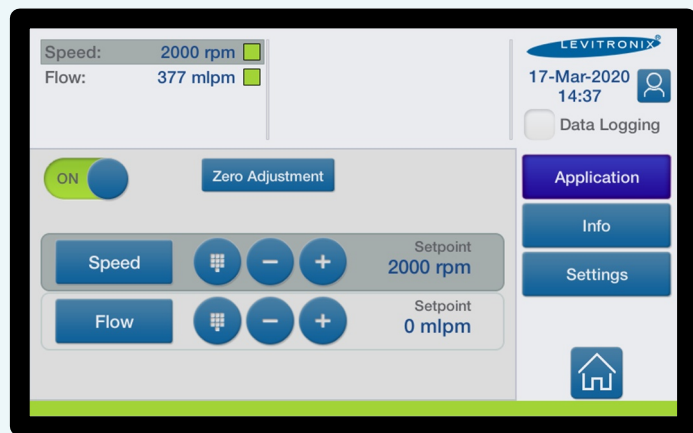 Speed: 2000 rpm
Flow: 377 mlpm
LEVITRONIX®
17-Mar-2020
14:37
Data Logging
ON
Zero Adjustment
Application
Info
Settings
Speed
Setpoint
2000 rpm
Flow
Setpoint
0 mlpm